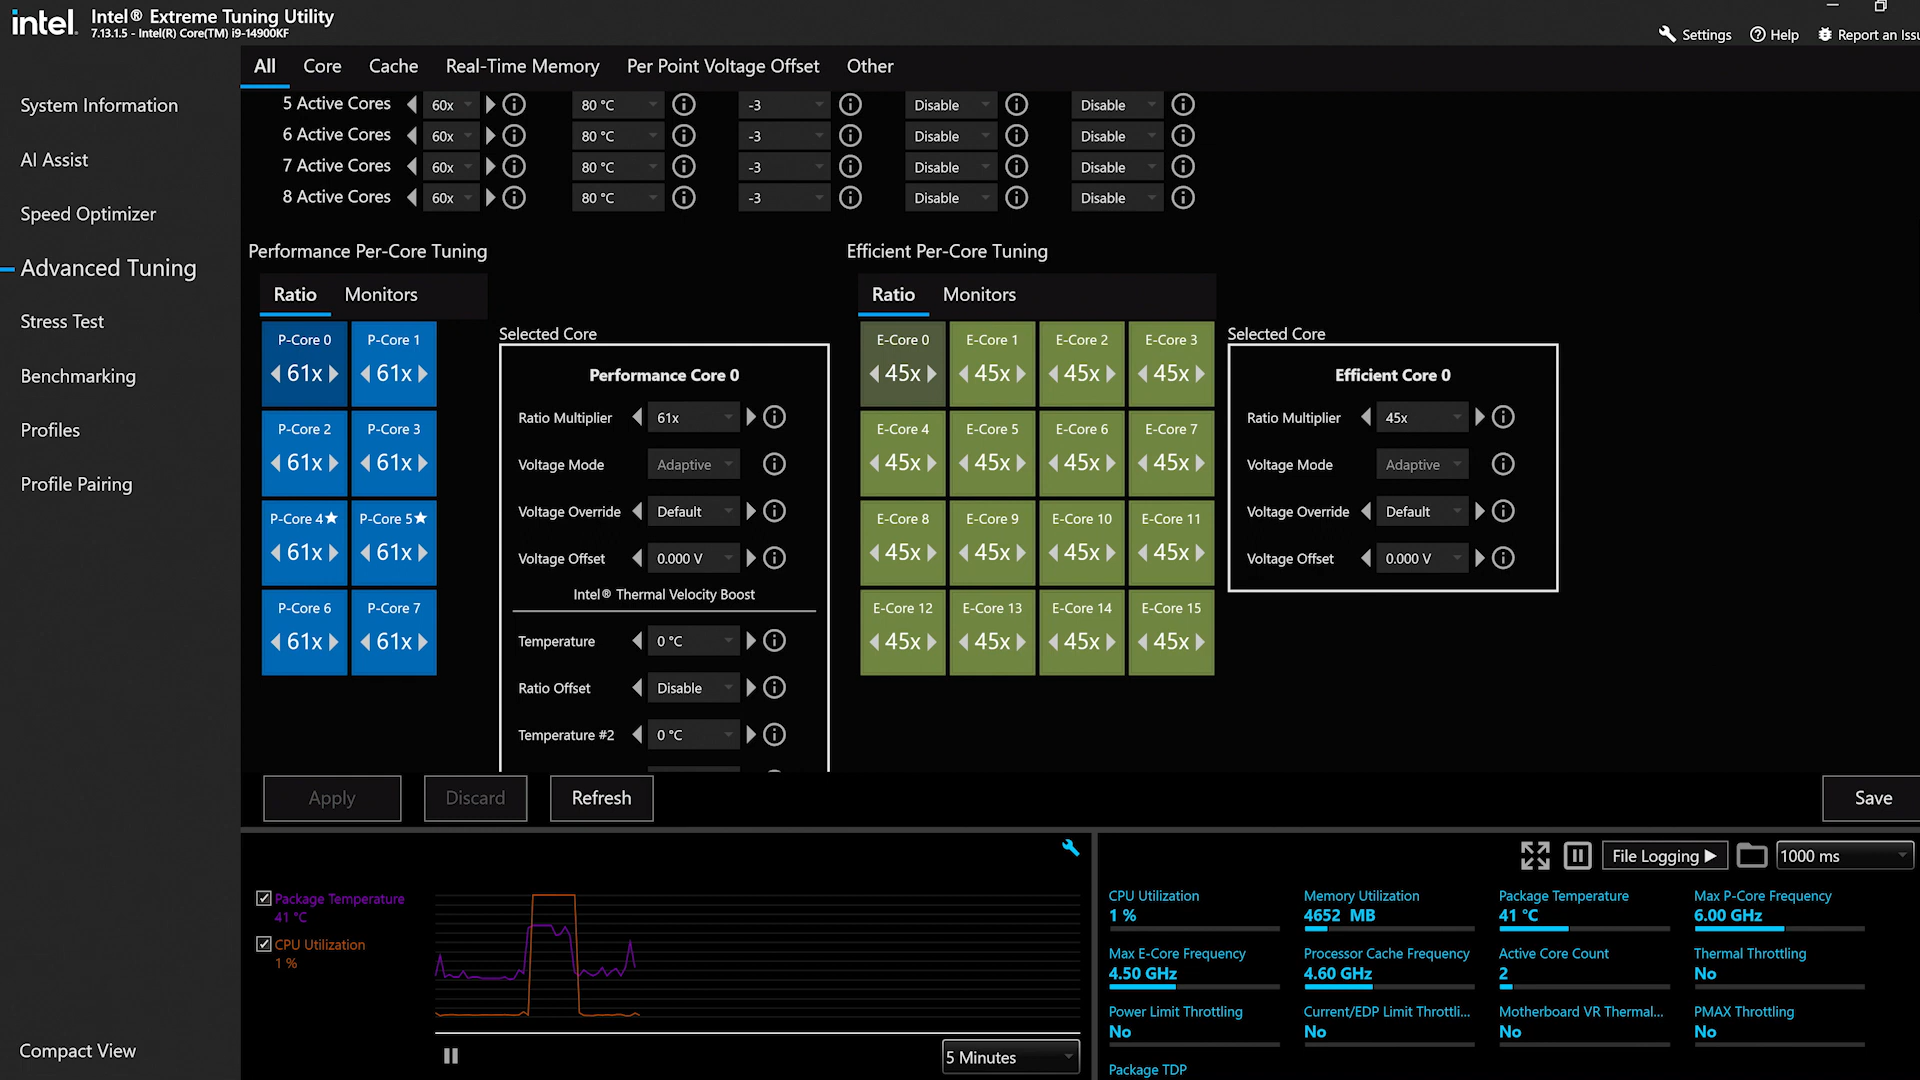 intel.
Intel® Extreme Tuning Utility
7.13.1.5 - Intel(R) Core(TM) i9-14900KF
Settings
Help
Report an Issu
System Information
AI Assist
Speed Optimizer
Advanced Tuning
Stress Test
Benchmarking
Profiles
Profile Pairing
Compact View
All Core Cache Real-Time Memory Per Point Voltage Offset Other
5 Active Cores 60x 80 °C -3 Disable Disable
6 Active Cores 60x 80 °C -3 Disable Disable
7 Active Cores 60x 80 °C -3 Disable Disable
8 Active Cores 60x 80 °C -3 Disable Disable
Performance Per-Core Tuning
Ratio Monitors
P-Core 0 P-Core 1
61x 61x
P-Core 2 P-Core 3
61x 61x
P-Core 4★ P-Core 5★
61x 61x
P-Core 6 P-Core 7
61x 61x
Selected Core
Performance Core 0
Ratio Multiplier 61x
Voltage Mode Adaptive
Voltage Override Default
Voltage Offset 0.000 V
Intel® Thermal Velocity Boost
Temperature 0 °C
Ratio Offset Disable
Temperature #2 0 °C
Efficient Per-Core Tuning
Ratio Monitors
E-Core 0 E-Core 1 E-Core 2 E-Core 3
45x 45x 45x 45x
E-Core 4 E-Core 5 E-Core 6 E-Core 7
45x 45x 45x 45x
E-Core 8 E-Core 9 E-Core 10 E-Core 11
45x 45x 45x 45x
E-Core 12 E-Core 13 E-Core 14 E-Core 15
45x 45x 45x 45x
Selected Core
Efficient Core 0
Ratio Multiplier 45x
Voltage Mode Adaptive
Voltage Override Default
Voltage Offset 0.000 V
Apply Discard Refresh Save
Package Temperature
41 °C
CPU Utilization
1 %
5 Minutes
File Logging
1000 ms
CPU Utilization Memory Utilization Package Temperature Max P-Core Frequency
1 % 4652 MB 41 °C 6.00 GHz
Max E-Core Frequency Processor Cache Frequency Active Core Count Thermal Throttling
4.50 GHz 4.60 GHz 2 No
Power Limit Throttling Current/EDP Limit Throttli... Motherboard VR Thermal... PMAX Throttling
No No No No
Package TDP